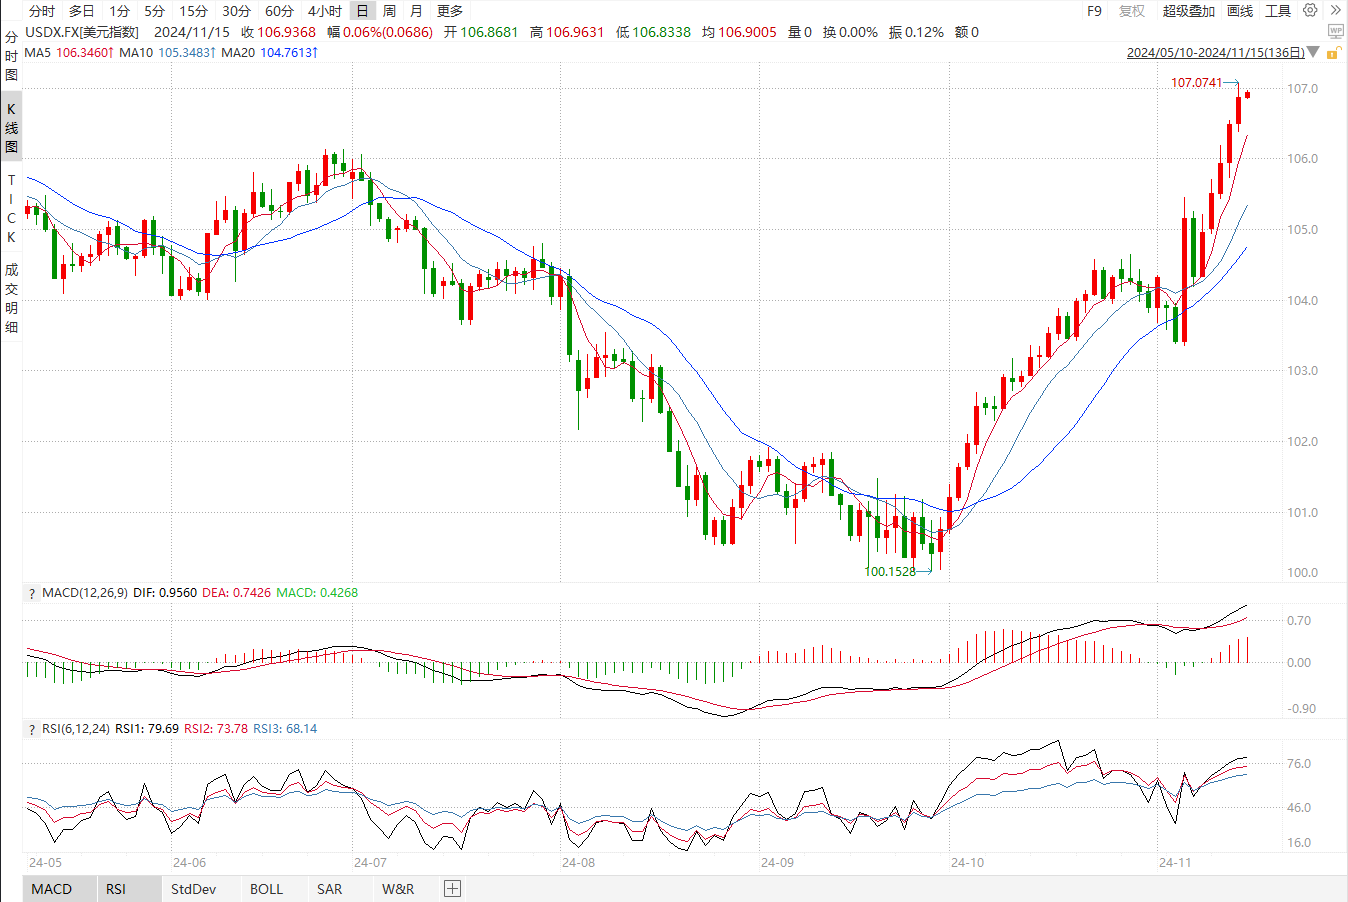 分时 多日 1分 5分 15分 30分 60分 4小时 日 周 月 更多 F9 复权 超级叠加 画线 工具
USDX.FX[美元指数] 2024/11/15 收 106.9368 幅 0.06%(0.0686) 开 106.8681 高 106.9631 低 106.8338 均 106.9005 量 0 换 0.00% 振 0.12% 额 0 WP
MA5 106.3460↑ MA10 105.3483↑ MA20 104.7613↑ 2024/05/10-2024/11/15(136日)
分时图
K线图
TICK
成交明细
107.0741
107.0
106.0
105.0
104.0
103.0
102.0
101.0
100.1528
100.0
? MACD(12,26,9) DIF: 0.9560 DEA: 0.7426 MACD: 0.4268
0.70
0.00
-0.90
? RSI(6,12,24) RSI1: 79.69 RSI2: 73.78 RSI3: 68.14
76.0
46.0
16.0
24-05 24-06 24-07 24-08 24-09 24-10 24-11
MACD RSI StdDev BOLL SAR W&R